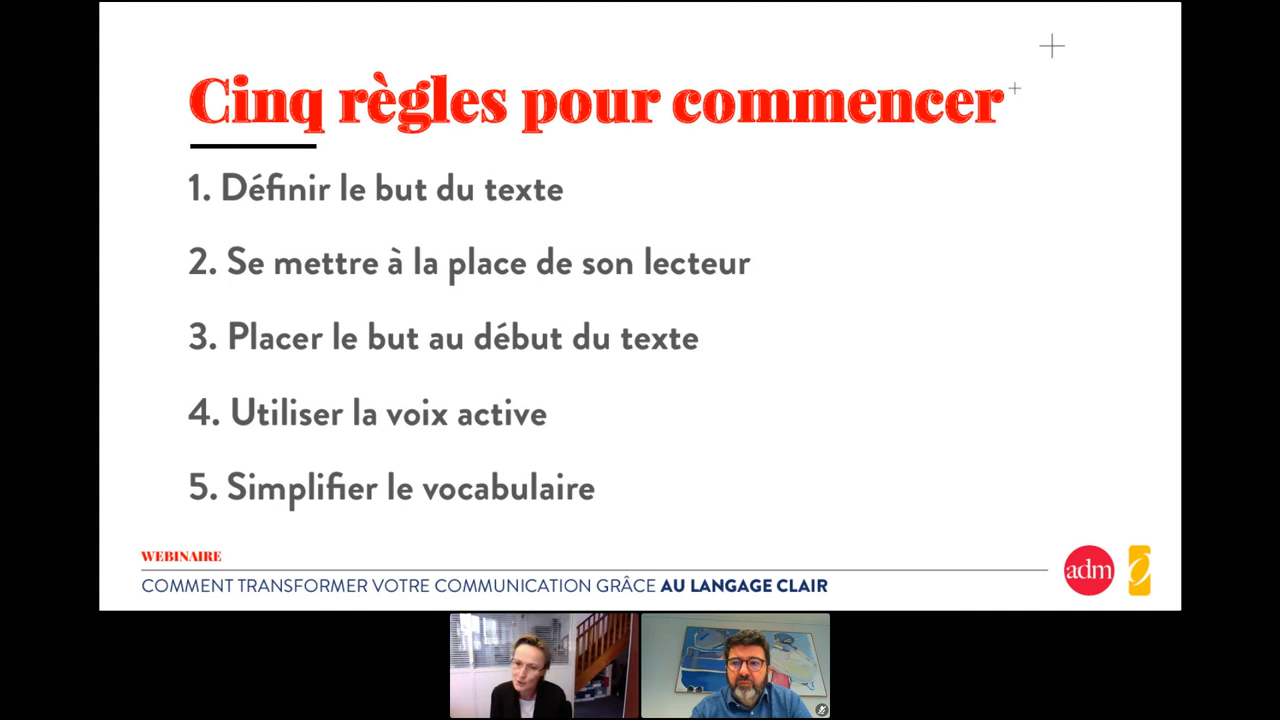 Cinq règles pour commencer
1. Définir le but du texte
2. Se mettre à la place de son lecteur
3. Placer le but au début du texte
4. Utiliser la voix active
5. Simplifier le vocabulaire
WEBINAIRE
COMMENT TRANSFORMER VOTRE COMMUNICATION GRÂCE AU LANGAGE CLAIR
adm